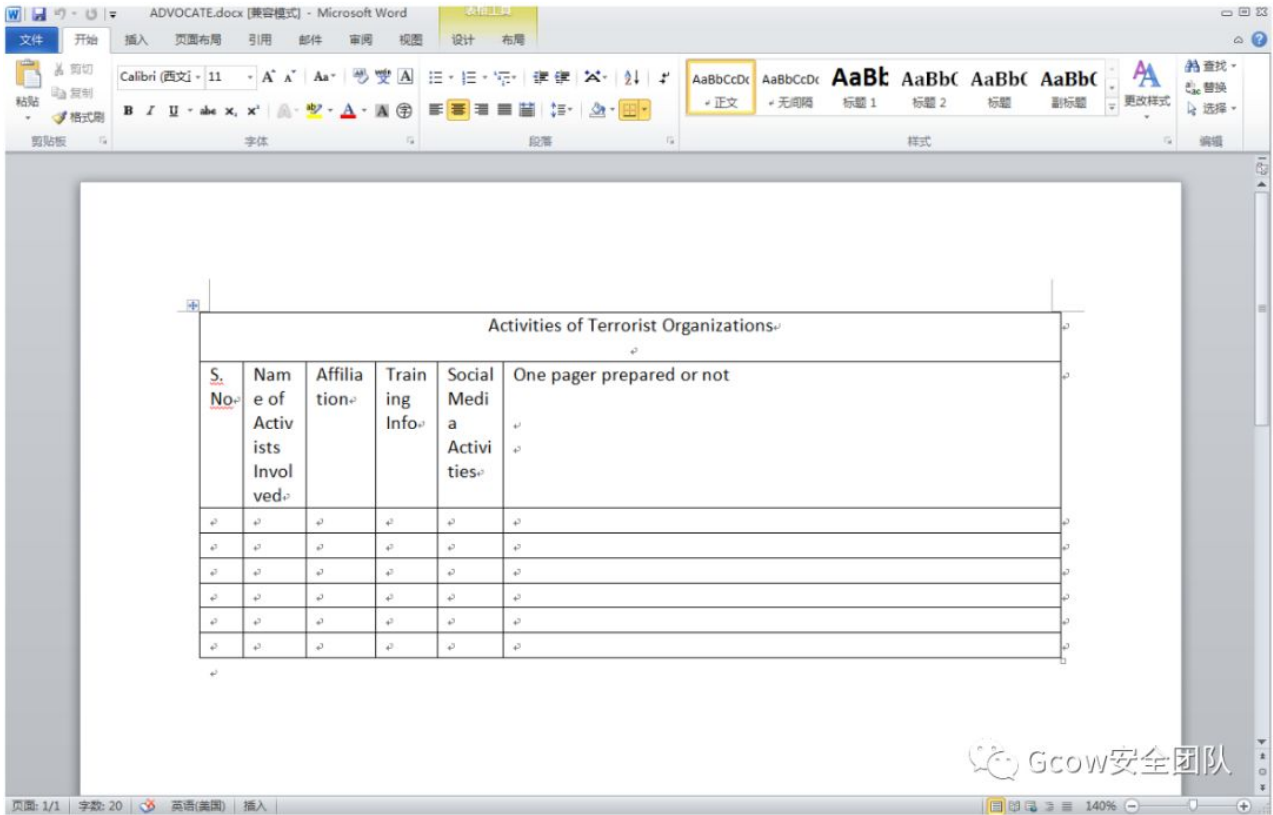 ADVOCATE.docx [兼容模式] - Microsoft Word
表格工具
文件 开始 插入 页面布局 引用 邮件 审阅 视图 设计 布局
粘贴 剪切 复制 格式刷
Calibri (西文正 11
AaBbCcDc AaBbCcDc AaBb AaBbC AaBbC AaBbC
正文 无间隔 标题 1 标题 2 标题 副标题
更改样式
查找
替换
选择
剪贴板 字体 段落 样式 编辑
Activities of Terrorist Organizations
S. Nam Affilia Train Social One pager prepared or not
No e of tion ing Medi
Activ Info a
ists Activi
Invol ties
ved
Gcow安全团队
页面: 1/1 字数: 20 英语(美国) 插入 140%